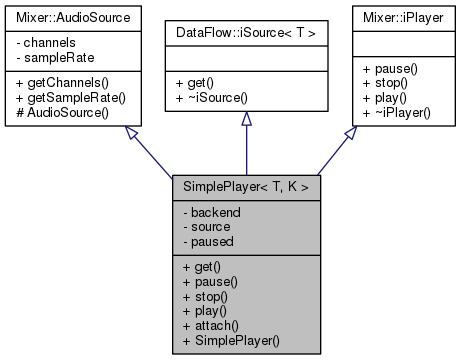 Mixer::AudioSource
- channels
- sampleRate
+ getChannels()
+ getSampleRate()
# AudioSource()
DataFlow::iSource< T >
+ get()
+ ~iSource()
Mixer::iPlayer
+ pause()
+ stop()
+ play()
+ ~iPlayer()
SimplePlayer< T, K >
- backend
- source
- paused
+ get()
+ pause()
+ stop()
+ play()
+ attach()
+ SimplePlayer()